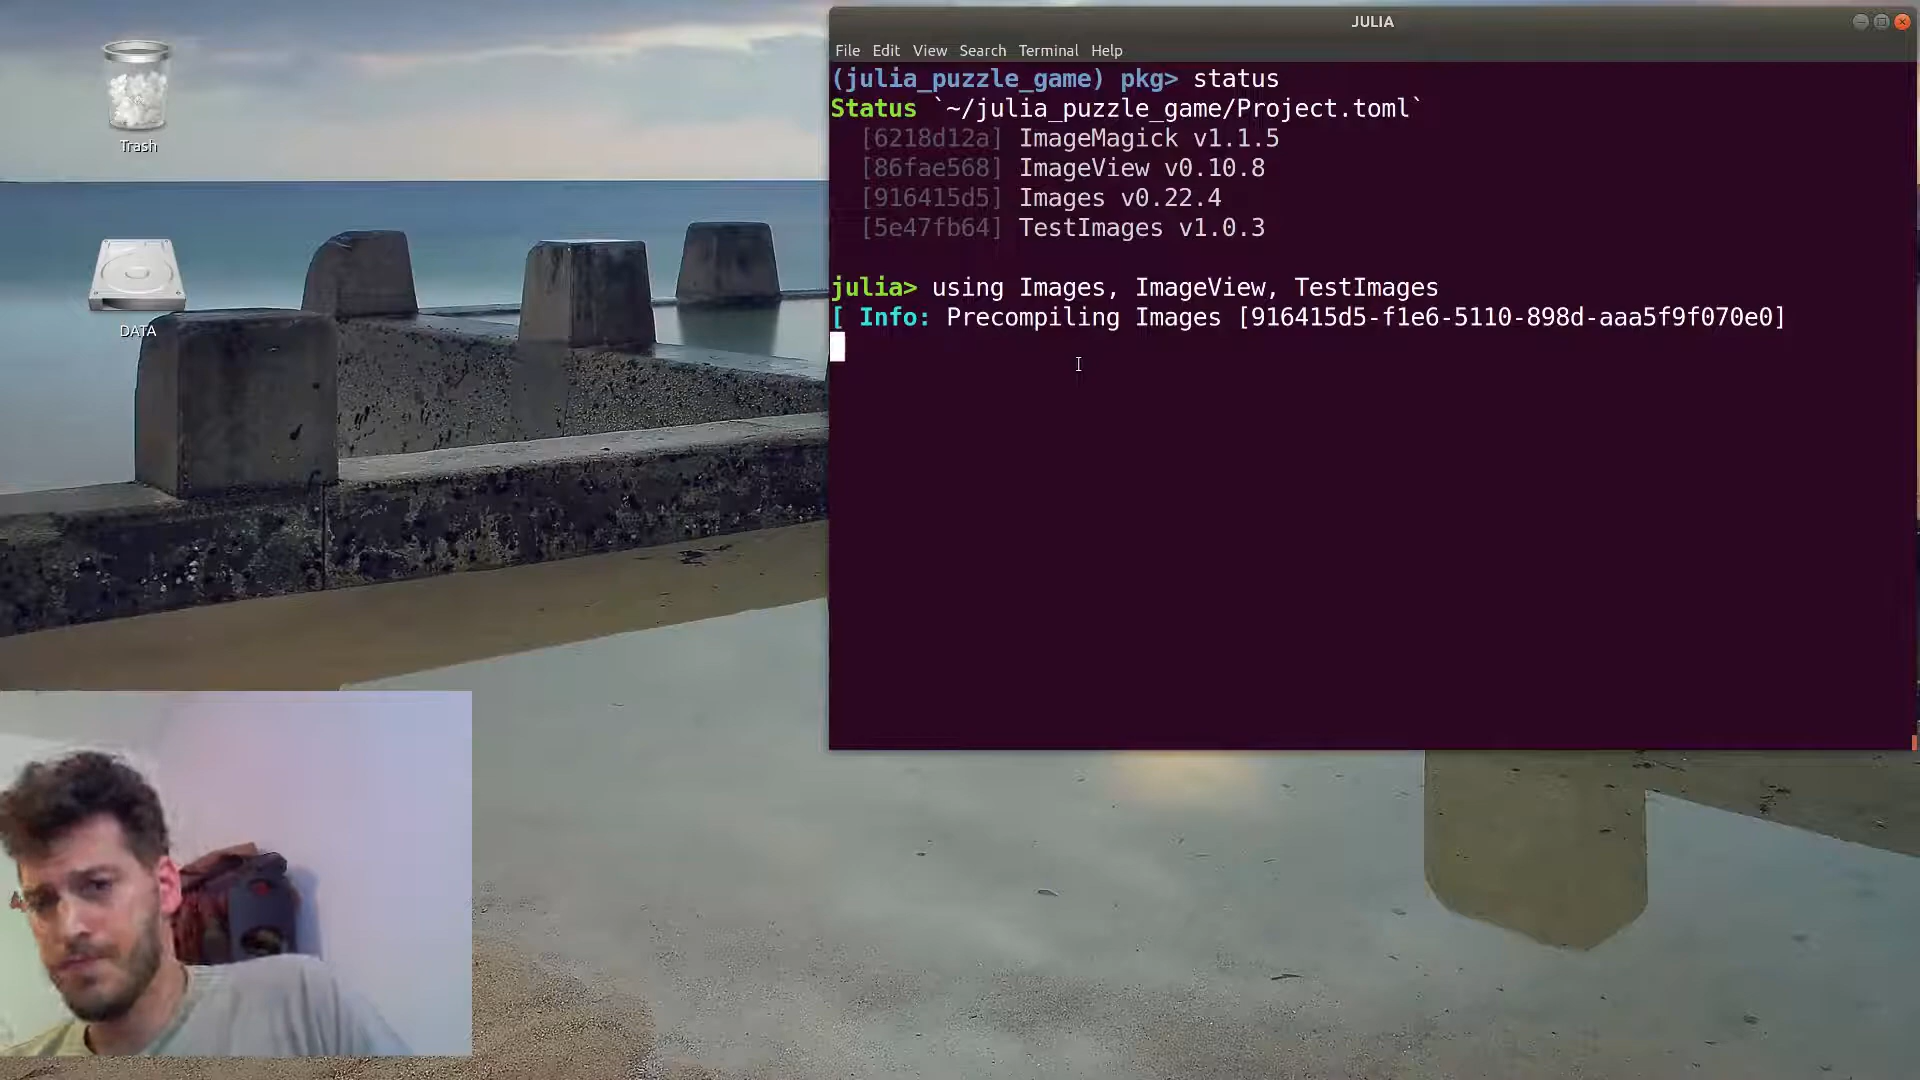 Trash
DATA
JULIA
File Edit View Search Terminal Help
(julia_puzzle_game) pkg> status
Status `~/julia_puzzle_game/Project.toml`
[6218d12a] ImageMagick v1.1.5
[86fae568] ImageView v0.10.8
[916415d5] Images v0.22.4
[5e47fb64] TestImages v1.0.3
julia> using Images, ImageView, TestImages
[ Info: Precompiling Images [916415d5-f1e6-5110-898d-aaa5f9f070e0]